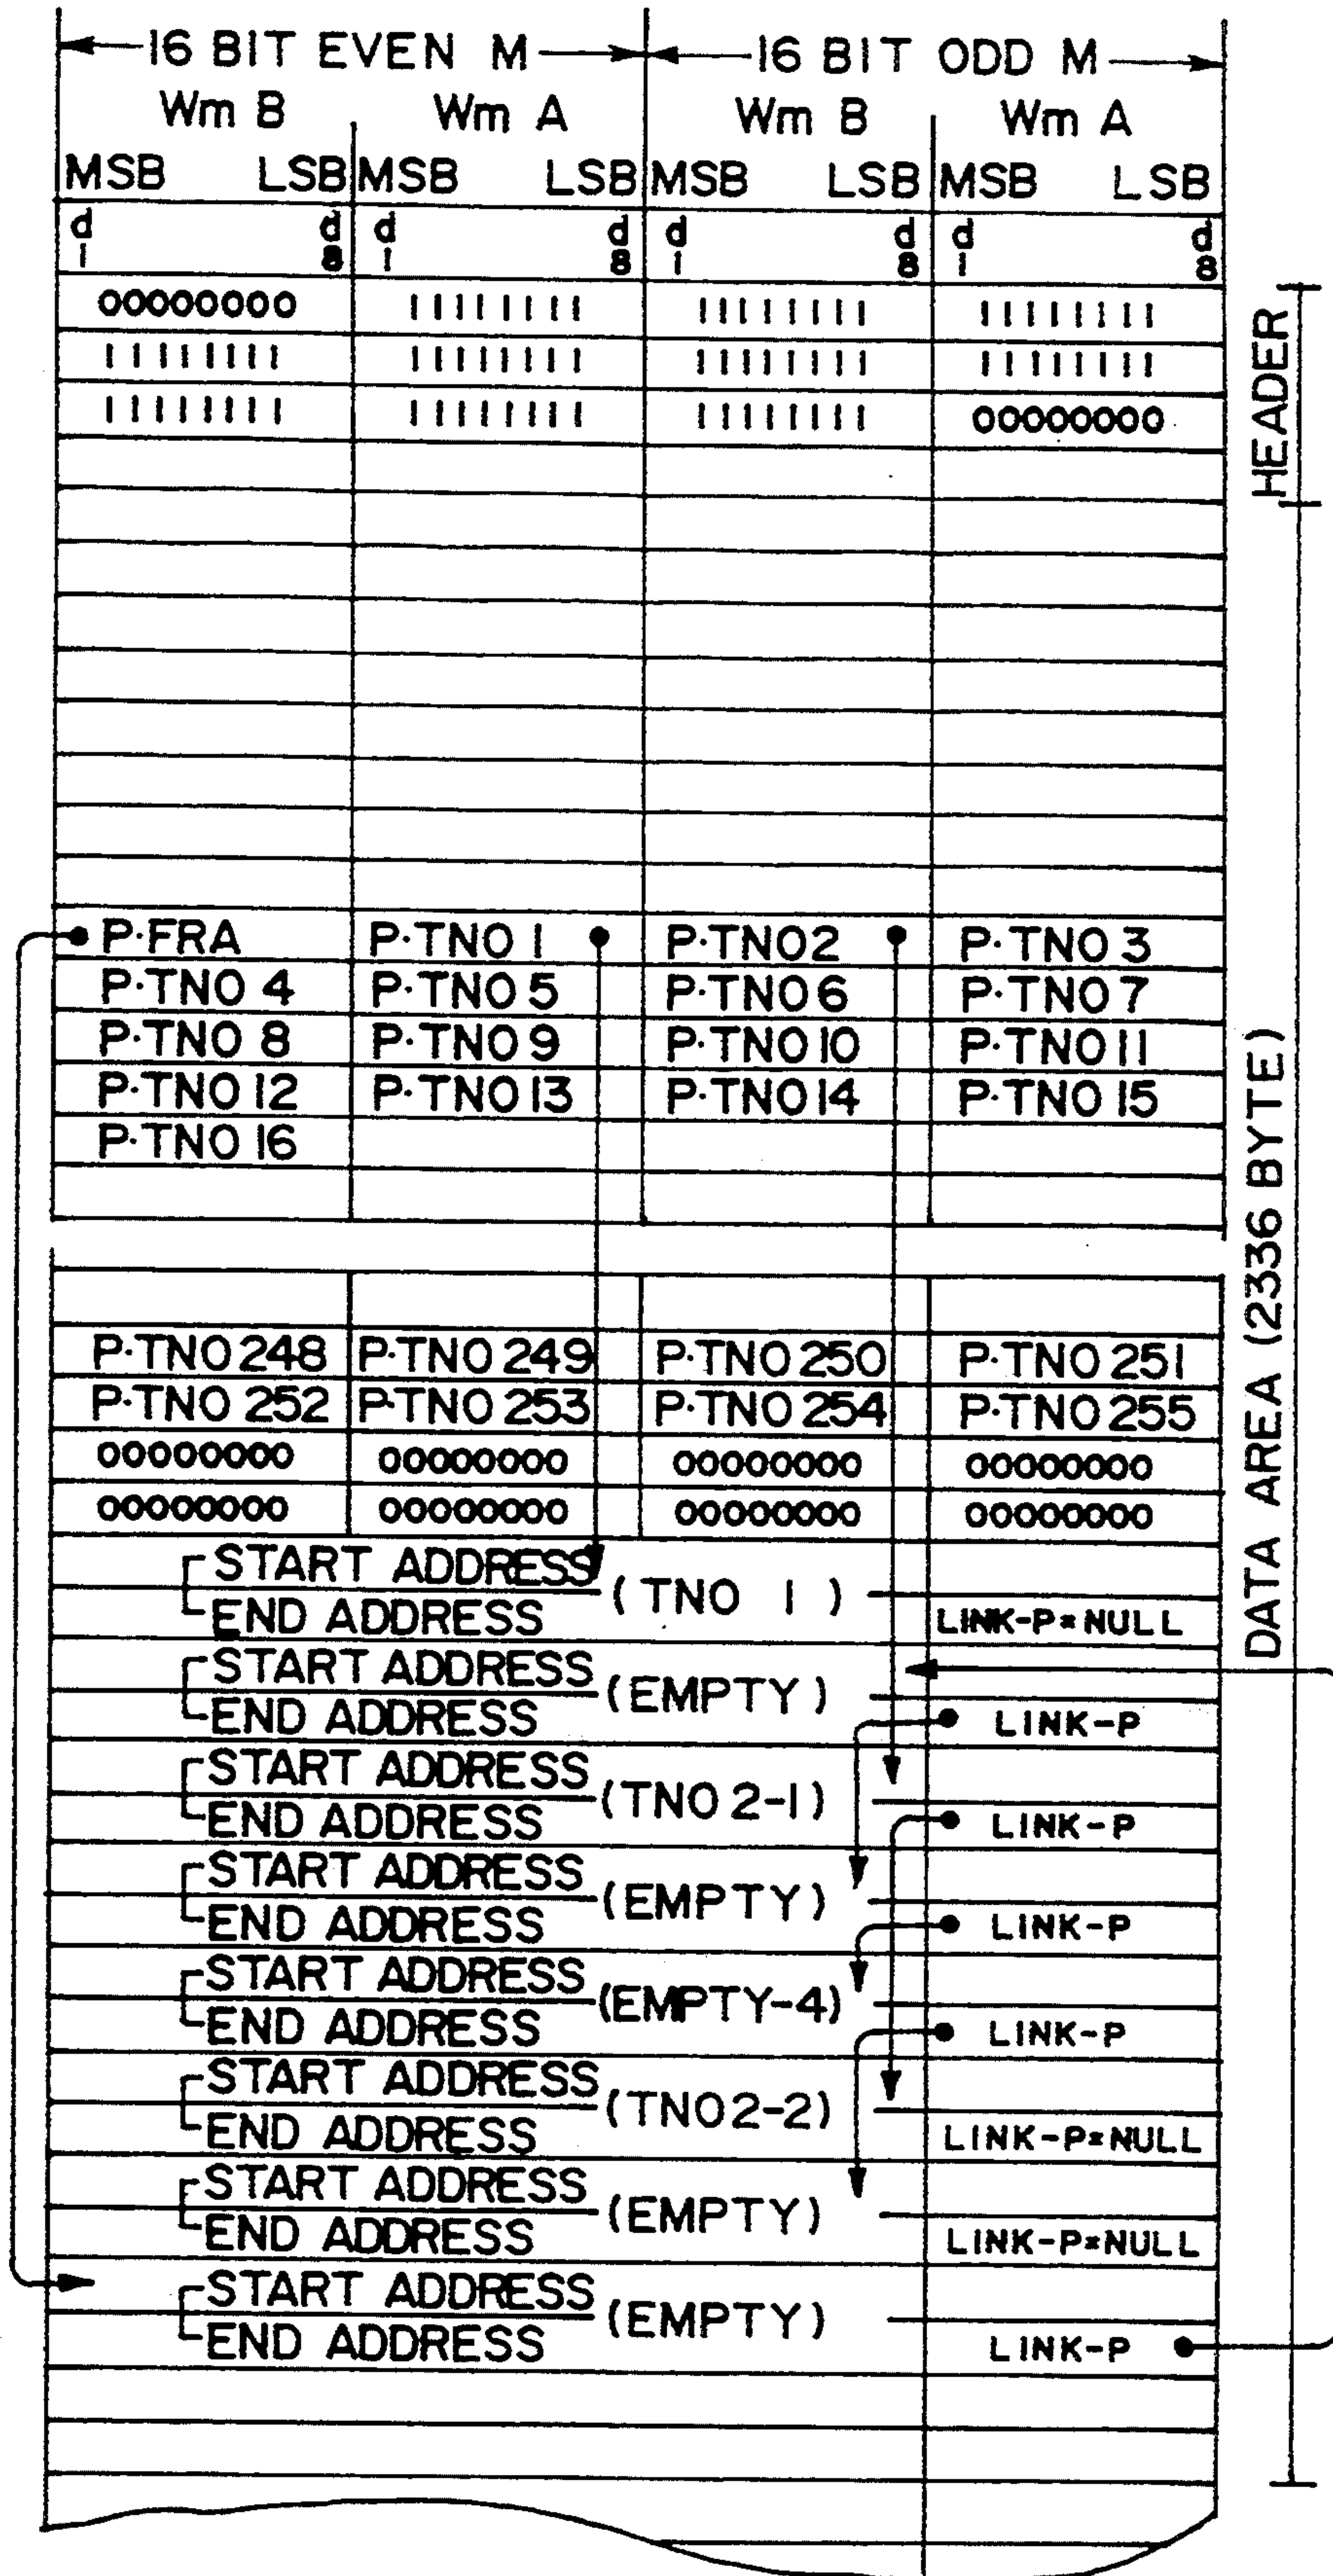 16 BIT EVEN M 16 BIT ODD M
Wm B Wm A Wm B Wm A
MSB LSB MSB LSB MSB LSB MSB LSB
d1 d8 d1 d8 d1 d8 d1 d8
00000000 11111111 11111111 11111111
11111111 11111111 11111111 11111111
11111111 11111111 11111111 00000000
HEADER
P·FRA P·TNO 1 P·TNO2 P·TNO 3
P·TNO 4 P·TNO 5 P·TNO 6 P·TNO 7
P·TNO 8 P·TNO 9 P·TNO 10 P·TNO 11
P·TNO 12 P·TNO 13 P·TNO 14 P·TNO 15
P·TNO 16
DATA AREA (2336 BYTE)
P·TNO 248 P·TNO 249 P·TNO 250 P·TNO 251
P·TNO 252 P·TNO 253 P·TNO 254 P·TNO 255
00000000 00000000 00000000 00000000
00000000 00000000 00000000 00000000
START ADDRESS
(TNO 1)
END ADDRESS LINK-P=NULL
START ADDRESS
(EMPTY)
END ADDRESS LINK-P
START ADDRESS
(TNO 2-1)
END ADDRESS LINK-P
START ADDRESS
(EMPTY)
END ADDRESS LINK-P
START ADDRESS
(EMPTY-4)
END ADDRESS LINK-P
START ADDRESS
(TNO2-2)
END ADDRESS LINK-P=NULL
START ADDRESS
(EMPTY)
END ADDRESS LINK-P=NULL
START ADDRESS
(EMPTY)
END ADDRESS LINK-P